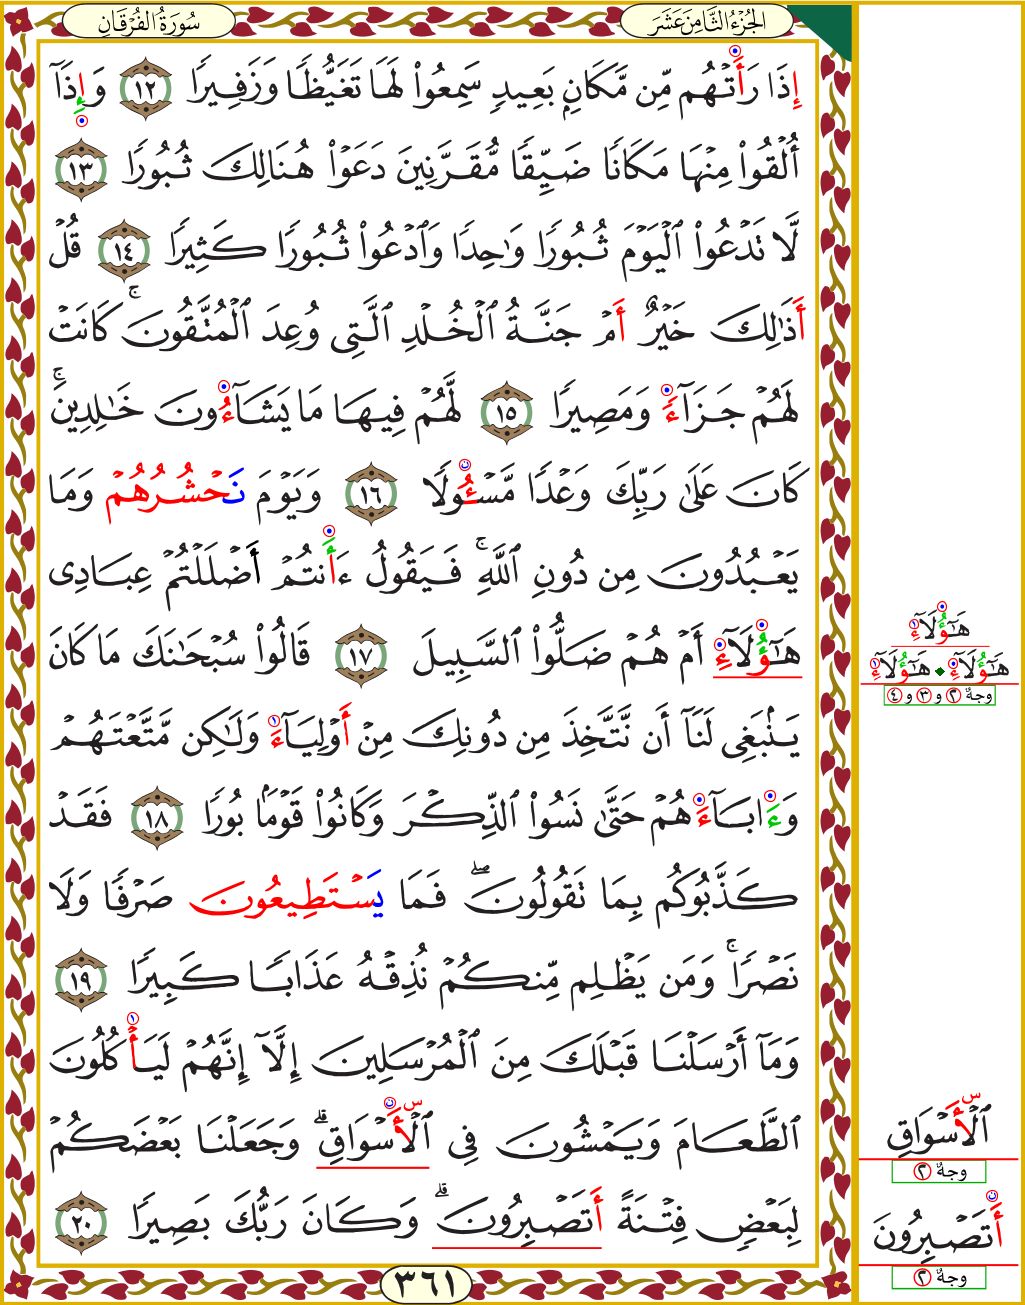 سُورَةُ الفُرْقَانِ
الجُزْءُ الثَّامِنَ عَشَرَ
إِذَا رَأَتْهُم مِّن مَّكَانِۭ بَعِيدٍ سَمِعُوا۟ لَهَا تَغَيُّظًا وَزَفِيرًا ١٢ وَإِذَآ
أُلْقُوا۟ مِنْهَا مَكَانًا ضَيِّقًا مُّقَرَّنِينَ دَعَوْا۟ هُنَالِكَ ثُبُورًا ١٣
لَّا تَدْعُوا۟ ٱلْيَوْمَ ثُبُورًا وَٰحِدًا وَٱدْعُوا۟ ثُبُورًا كَثِيرًا ١٤ قُلْ
أَذَٰلِكَ خَيْرٌ أَمْ جَنَّةُ ٱلْخُلْدِ ٱلَّتِى وُعِدَ ٱلْمُتَّقُونَ ۚ كَانَتْ
لَهُمْ جَزَآءً وَمَصِيرًا ١٥ لَّهُمْ فِيهَا مَا يَشَآءُونَ خَٰلِدِينَ ۚ
كَانَ عَلَىٰ رَبِّكَ وَعْدًا مَّسْـُٔولًا ١٦ وَيَوْمَ نَحْشُرُهُمْ وَمَا
يَعْبُدُونَ مِن دُونِ ٱللَّهِ ۚ فَيَقُولُ ءَأَنتُمْ أَضْلَلْتُمْ عِبَادِى
هَٰٓؤُلَآءِ أَمْ هُمْ ضَلُّوا۟ ٱلسَّبِيلَ ١٧ قَالُوا۟ سُبْحَٰنَكَ مَا كَانَ
يَنۢبَغِى لَنَآ أَن نَّتَّخِذَ مِن دُونِكَ مِنْ أَوْلِيَآءَ وَلَٰكِن مَّتَّعْتَهُمْ
وَءَابَآءَهُمْ حَتَّىٰ نَسُوا۟ ٱلذِّكْرَ وَكَانُوا۟ قَوْمًۢا بُورًا ١٨ فَقَدْ
كَذَّبُوكُم بِمَا تَقُولُونَ ۖ فَمَا يَسْتَطِيعُونَ صَرْفًا وَلَا
نَصْرًا ۚ وَمَن يَظْلِم مِّنكُمْ نُذِقْهُ عَذَابًا كَبِيرًا ١٩
وَمَآ أَرْسَلْنَا قَبْلَكَ مِنَ ٱلْمُرْسَلِينَ إِلَّآ إِنَّهُمْ لَيَأْكُلُونَ
ٱلطَّعَامَ وَيَمْشُونَ فِى ٱلْأَسْوَاقِ ۗ وَجَعَلْنَا بَعْضَكُمْ
لِبَعْضٍ فِتْنَةً أَتَصْبِرُونَ ۗ وَكَانَ رَبُّكَ بَصِيرًا ٢٠
٣٦١
هَٰٓؤُلَآءِ
هَٰٓؤُلَآءِ ♦ هَٰٓؤُلَآءِ
وجهٌ ٢ و ٣ و ٤
س
ٱلْأَسْوَاقِ
وجهٌ ٢
أَتَصْبِرُونَ
وجهٌ ٢